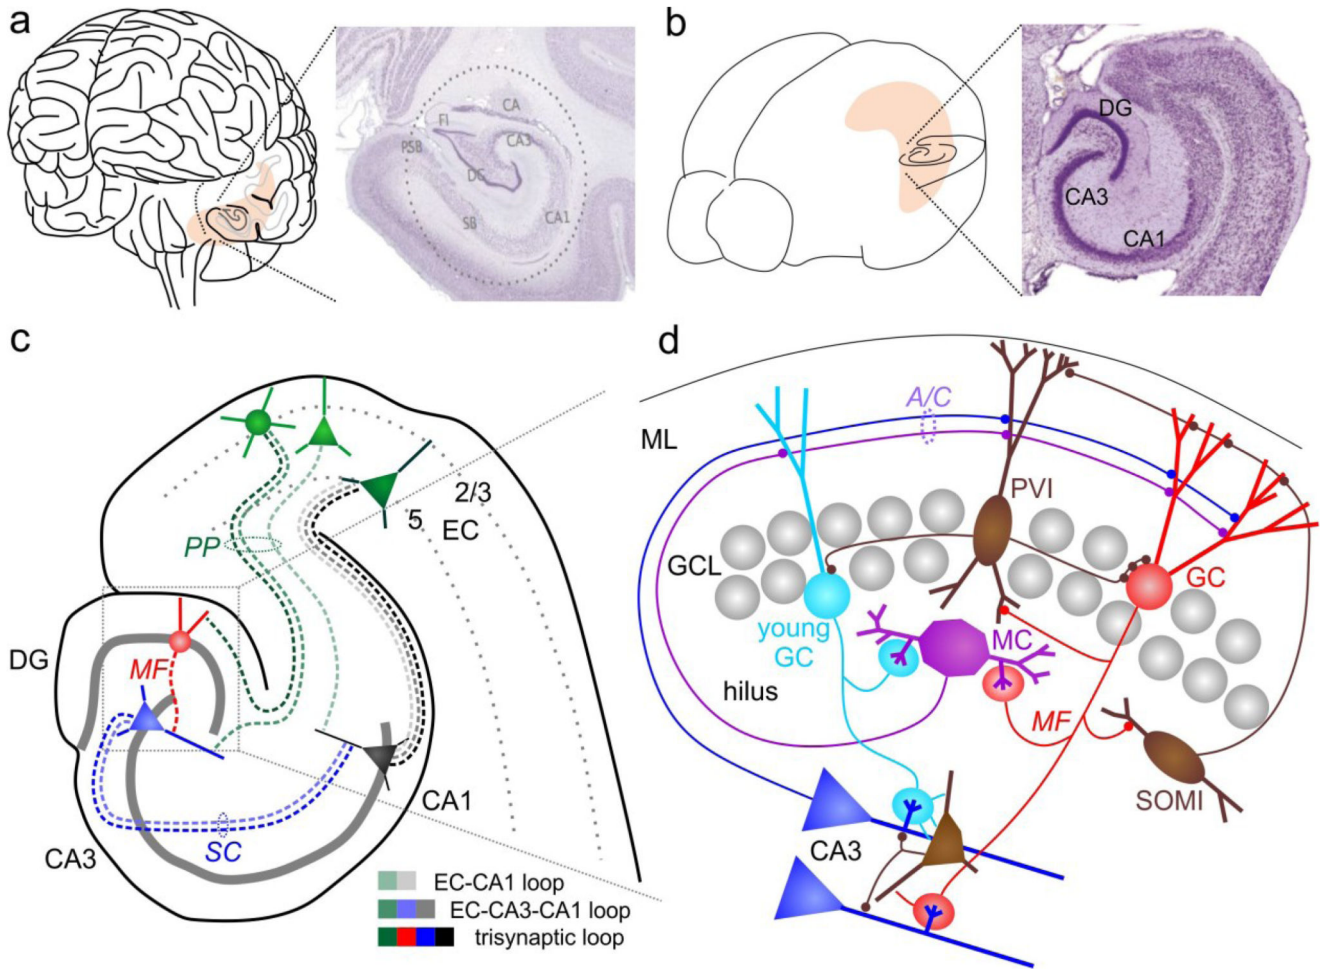 a
CA
FI
CA3
PSB
DG
SB
CA1
b
DG
CA3
CA1
c
2/3
5
EC
PP
DG
MF
CA1
SC
CA3
EC-CA1 loop
EC-CA3-CA1 loop
trisynaptic loop
d
A/C
ML
PVI
GCL
GC
young
GC
MC
hilus
MF
SOMI
CA3